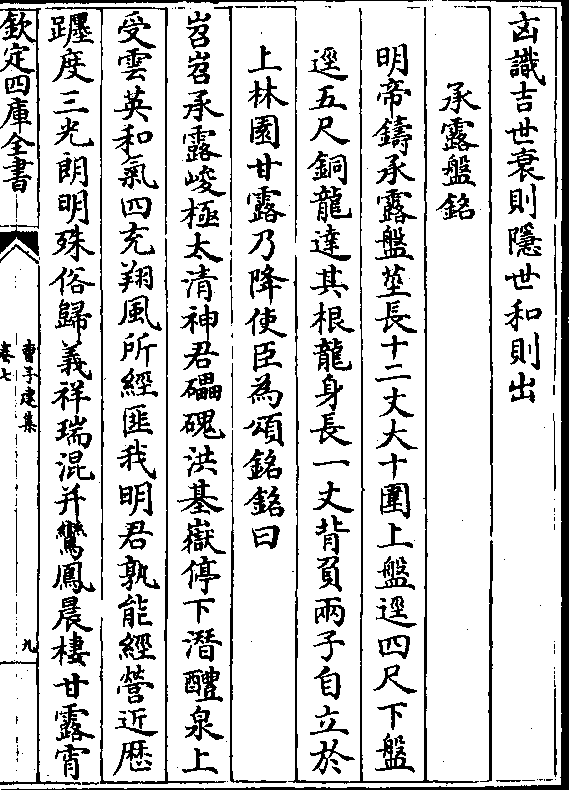 凶識吉世衰則隱世和則出
承露盤銘
明帝鑄承露盤莖長十二丈大十圍上盤逕四尺下盤
逕五尺銅龍遶其根龍身長一丈背負兩子自立於
上林園甘露乃降使臣為頌銘銘曰
岧岧承露峻極太清神君礧磈洪基嶽停下潛醴泉上
受雲英和氣四充翔風所經匪我明君孰能經營近歴
躔度三光朗明殊俗歸義祥瑞混并鸞鳳晨棲甘露宵
欽定四庫全書
曹子建集
卷七
九